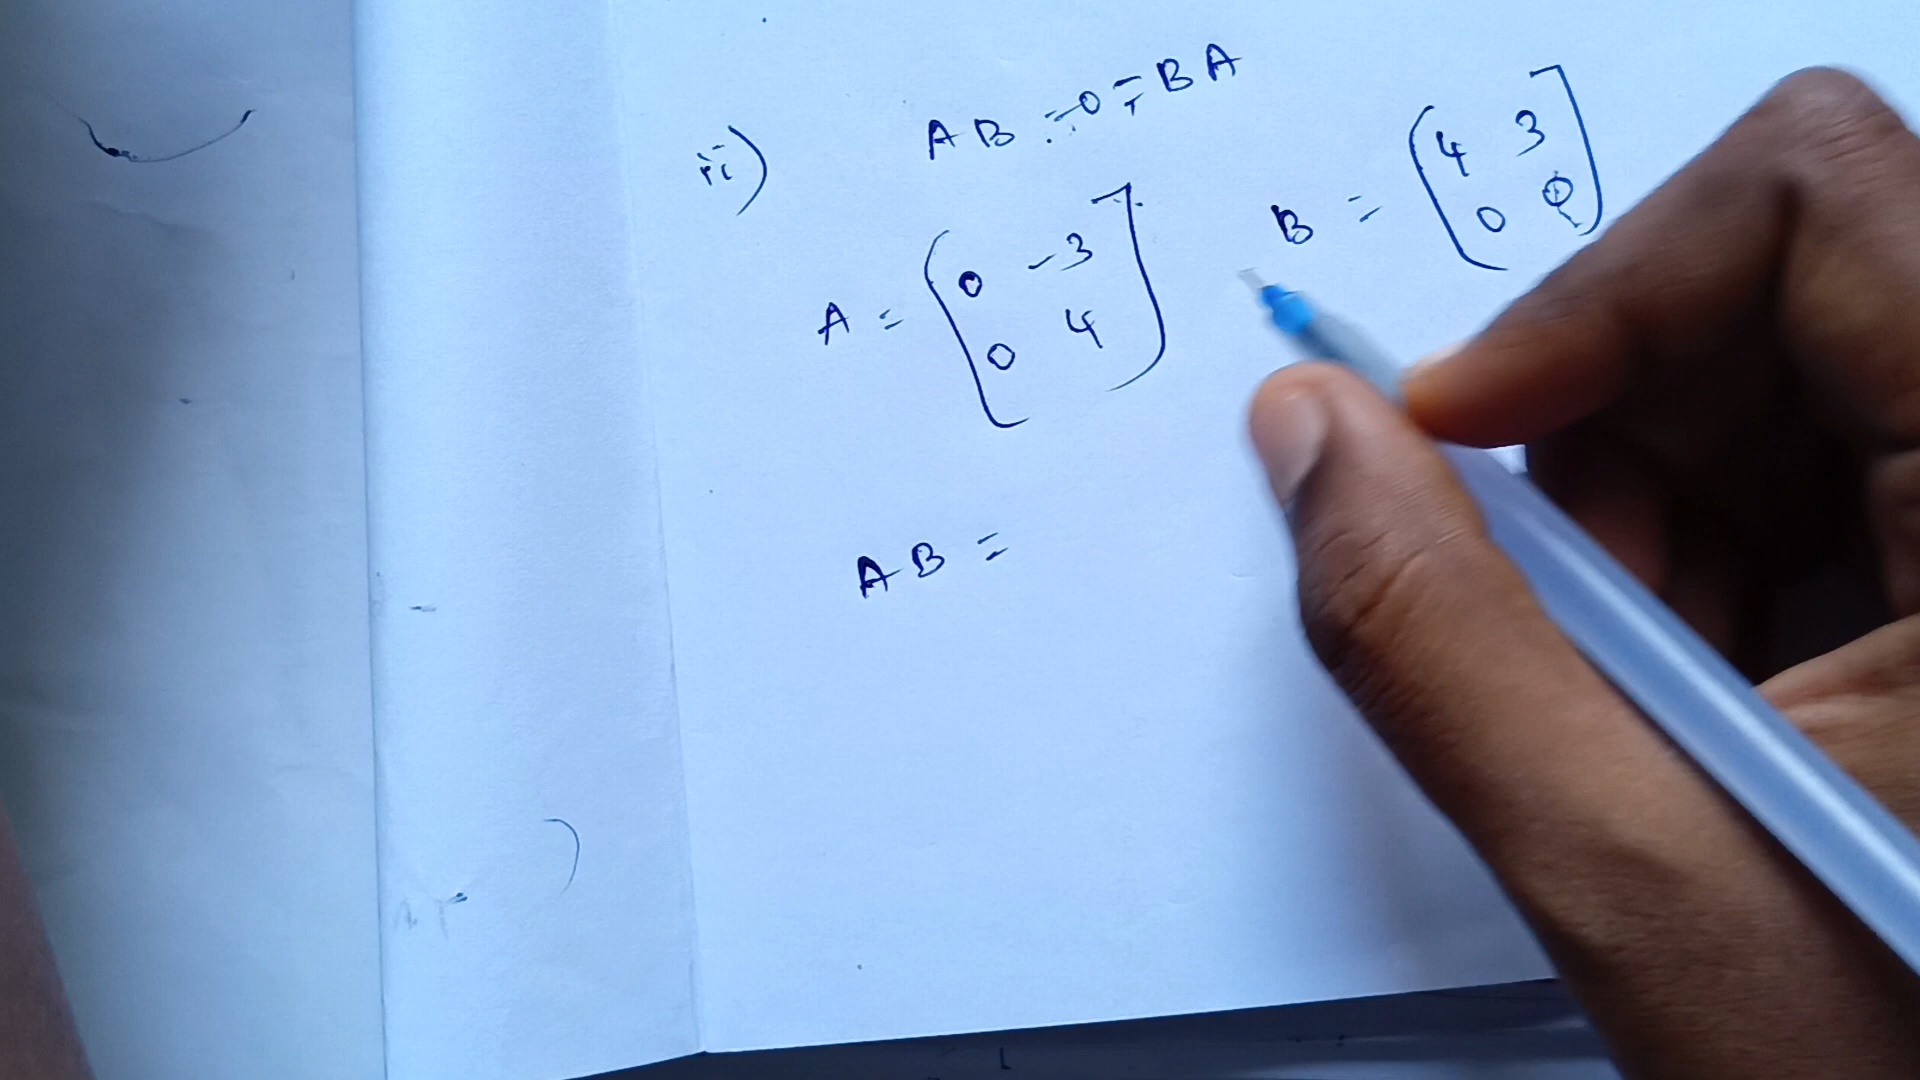 ii) AB = 0 = BA
A = [0 -3
0 4]
B = [4 3
0 0]
AB =